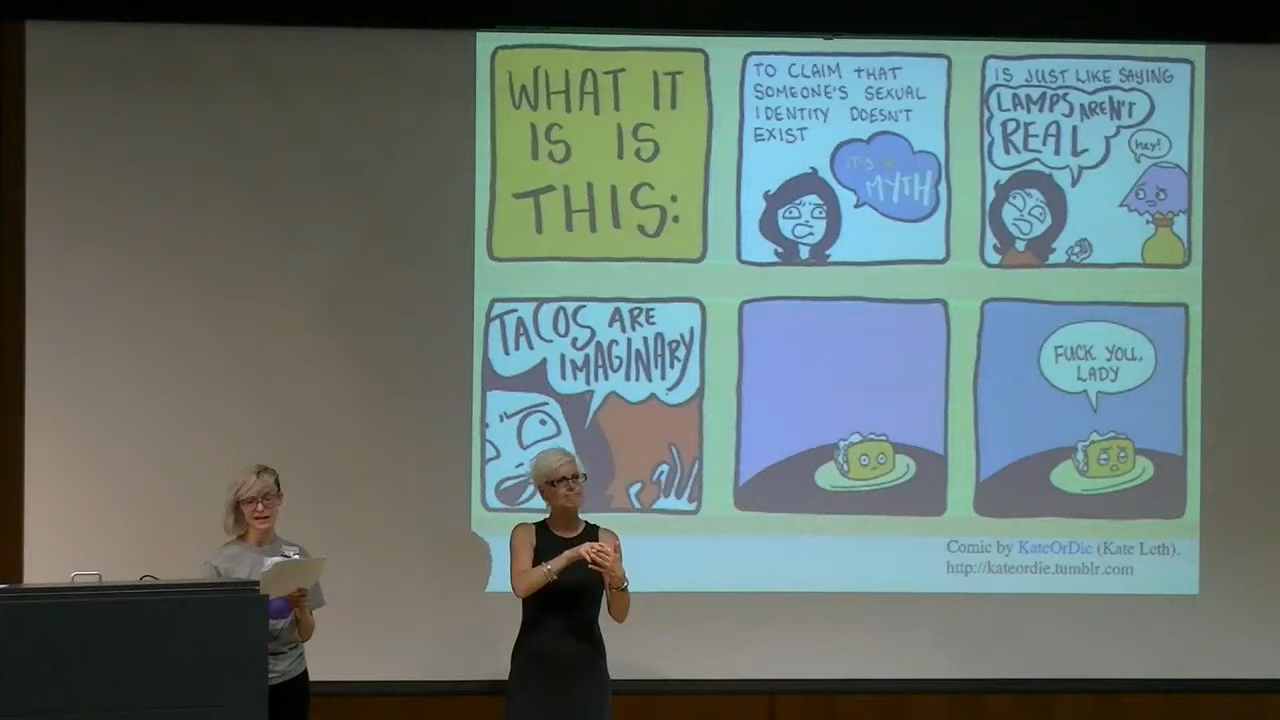 WHAT IT
IS IS
THIS:
TO CLAIM THAT
SOMEONE'S SEXUAL
IDENTITY DOESN'T
EXIST
IT'S A
MYTH
IS JUST LIKE SAYING
LAMPS AREN'T
REAL
hey!
TACOS ARE
IMAGINARY
FUCK YOU,
LADY
Comic by KateOrDie (Kate Leth).
http://kateordie.tumblr.com